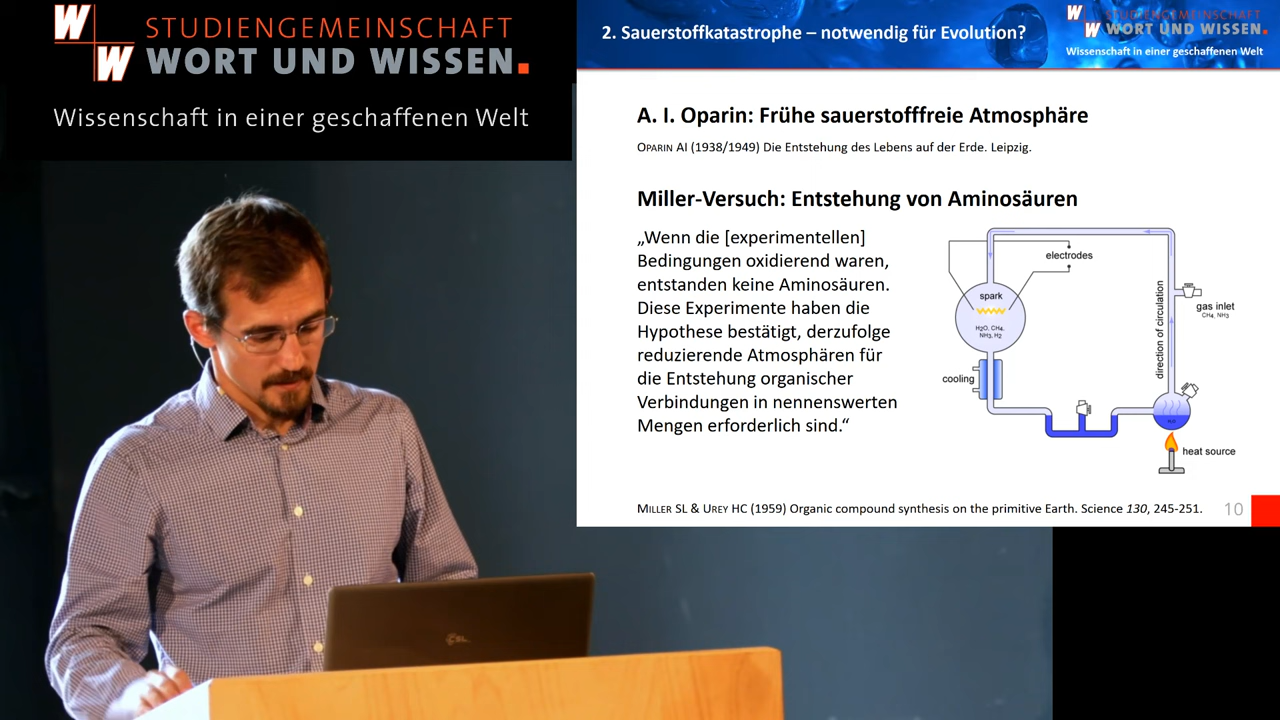 W
W
STUDIENGEMEINSCHAFT
WORT UND WISSEN.
Wissenschaft in einer geschaffenen Welt
2. Sauerstoffkatastrophe – notwendig für Evolution?
W
W
STUDIENGEMEINSCHAFT
WORT UND WISSEN.
Wissenschaft in einer geschaffenen Welt
A. I. Oparin: Frühe sauerstofffreie Atmosphäre
OPARIN AI (1938/1949) Die Entstehung des Lebens auf der Erde. Leipzig.
Miller-Versuch: Entstehung von Aminosäuren
„Wenn die [experimentellen]
Bedingungen oxidierend waren,
entstanden keine Aminosäuren.
Diese Experimente haben die
Hypothese bestätigt, derzufolge
reduzierende Atmosphären für
die Entstehung organischer
Verbindungen in nennenswerten
Mengen erforderlich sind.“
electrodes
spark
H2O, CH4,
NH3, H2
cooling
direction of circulation
gas inlet
CH4, NH3
heat source
MILLER SL & UREY HC (1959) Organic compound synthesis on the primitive Earth. Science 130, 245-251.
10